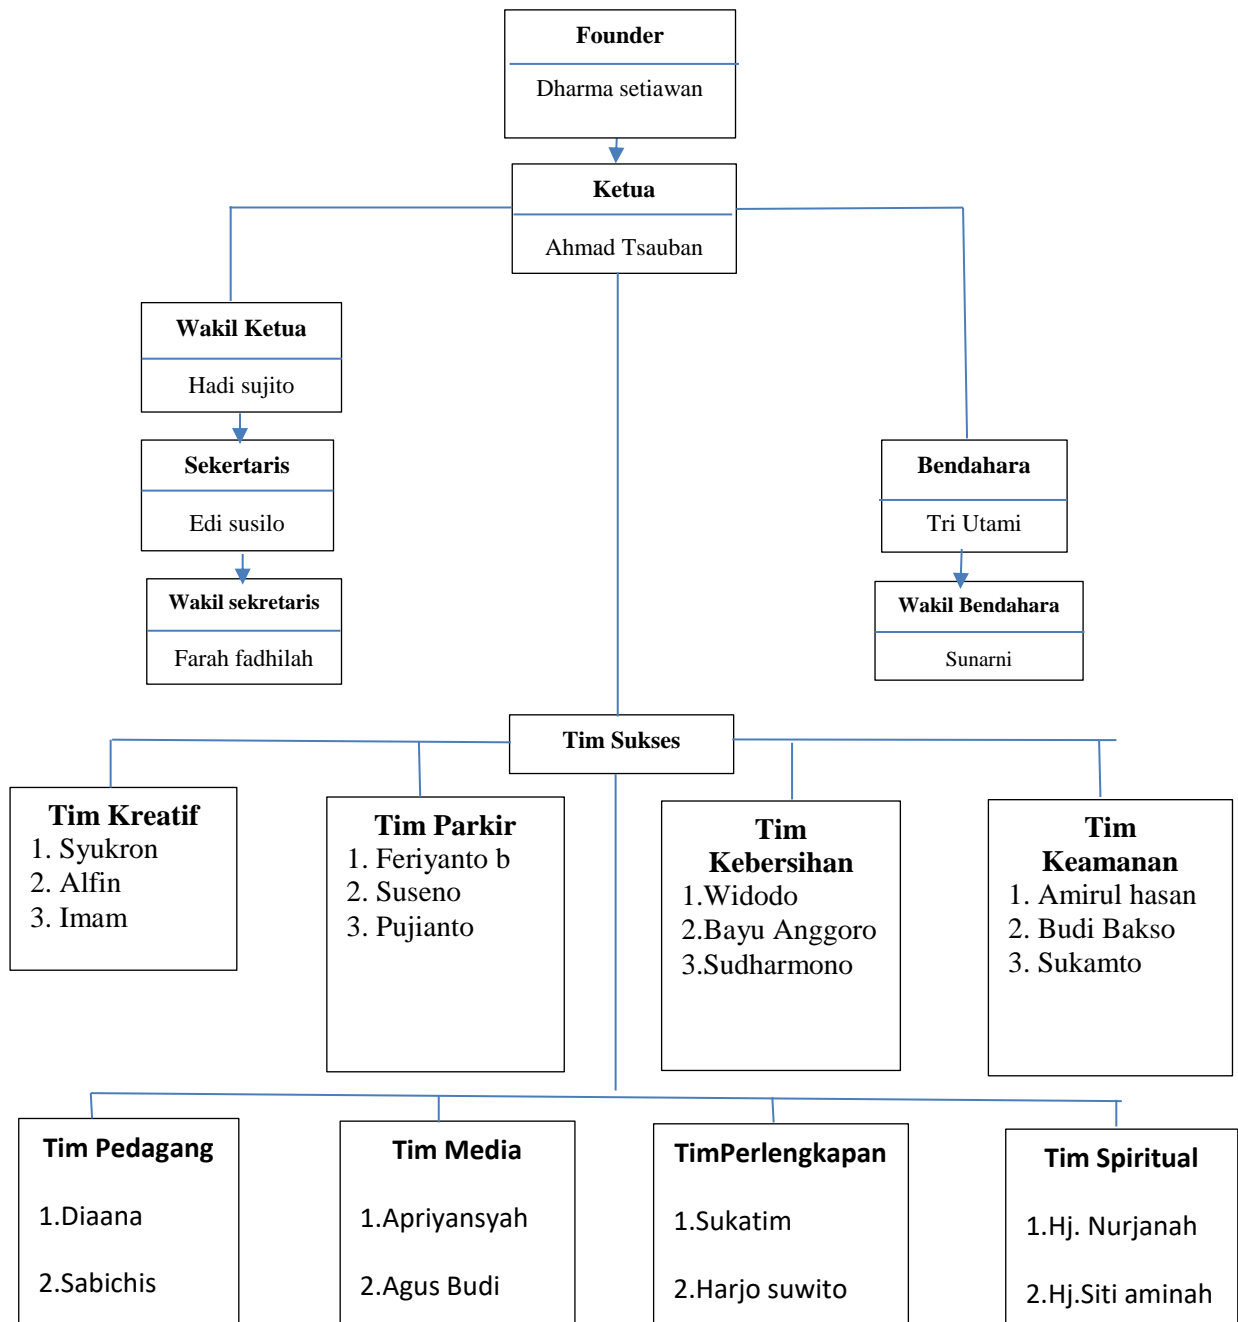 Founder
Dharma setiawan
Ketua
Ahmad Tsauban
Wakil Ketua
Hadi sujito
Sekertaris
Edi susilo
Wakil sekretaris
Farah fadhilah
Bendahara
Tri Utami
Wakil Bendahara
Sunarni
Tim Sukses
Tim Kreatif
1. Syukron
2. Alfin
3. Imam
Tim Parkir
1. Feriyanto b
2. Suseno
3. Pujianto
Tim
Kebersihan
1.Widodo
2.Bayu Anggoro
3.Sudharmono
Tim
Keamanan
1. Amirul hasan
2. Budi Bakso
3. Sukamto
Tim Pedagang
1.Diaana
2.Sabichis
Tim Media
1.Apriyansyah
2.Agus Budi
TimPerlengkapan
1.Sukatim
2.Harjo suwito
Tim Spiritual
1.Hj. Nurjanah
2.Hj.Siti aminah